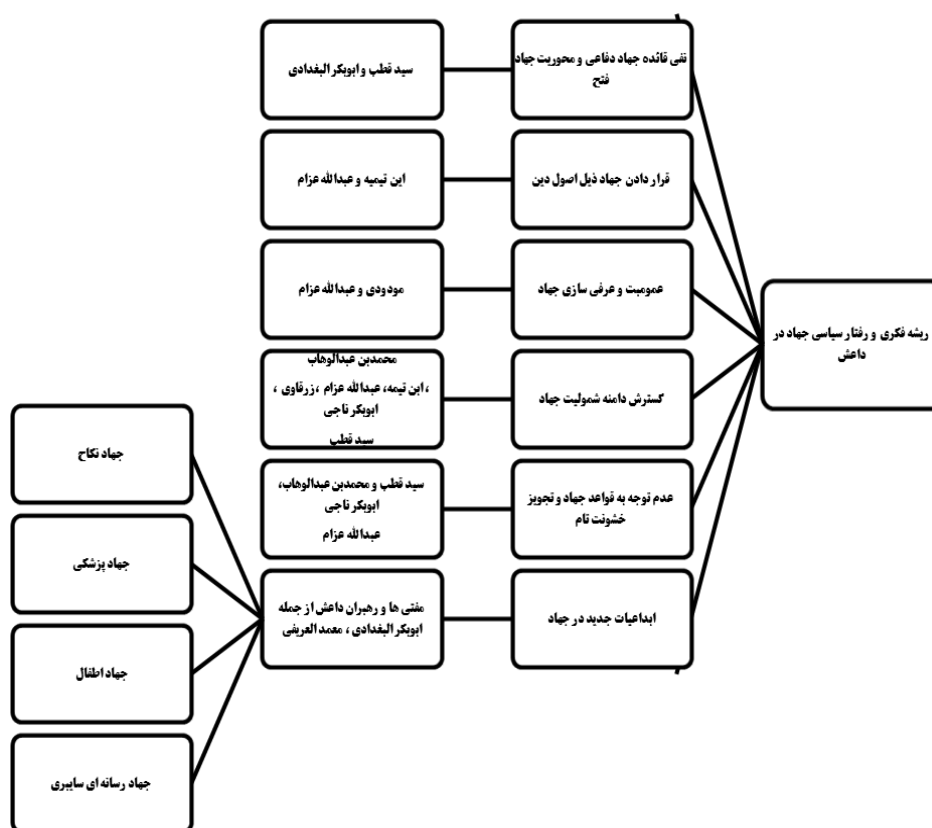 ریشه فکری و رفتار سیاسی جهاد در
داعش
نفی قائده جهاد دفاعی و محوریت جهاد
فتح
سید قطب و ابوبکر البغدادی
قرار دادن جهاد ذیل اصول دین
ابن تیمیه و عبدالله عزام
عمومیت و عرفی سازی جهاد
مودودی و عبدالله عزام
گسترش دامنه شمولیت جهاد
محمدبن عبدالوهاب
، ابن تیمه، عبدالله عزام ، زرقاوی ،
ابوبکر ناجی
سید قطب
عدم توجه به قواعد جهاد و تجویز
خشونت تام
سید قطب و محمدبن عبدالوهاب،
ابوبکر ناجی
عبدالله عزام
ابداعیات جدید در جهاد
مفتی ها و رهبران داعش از جمله
ابوبکر البغدادی ، معمد العریفی
جهاد نکاح
جهاد پزشکی
جهاد اطفال
جهاد رسانه ای سایبری